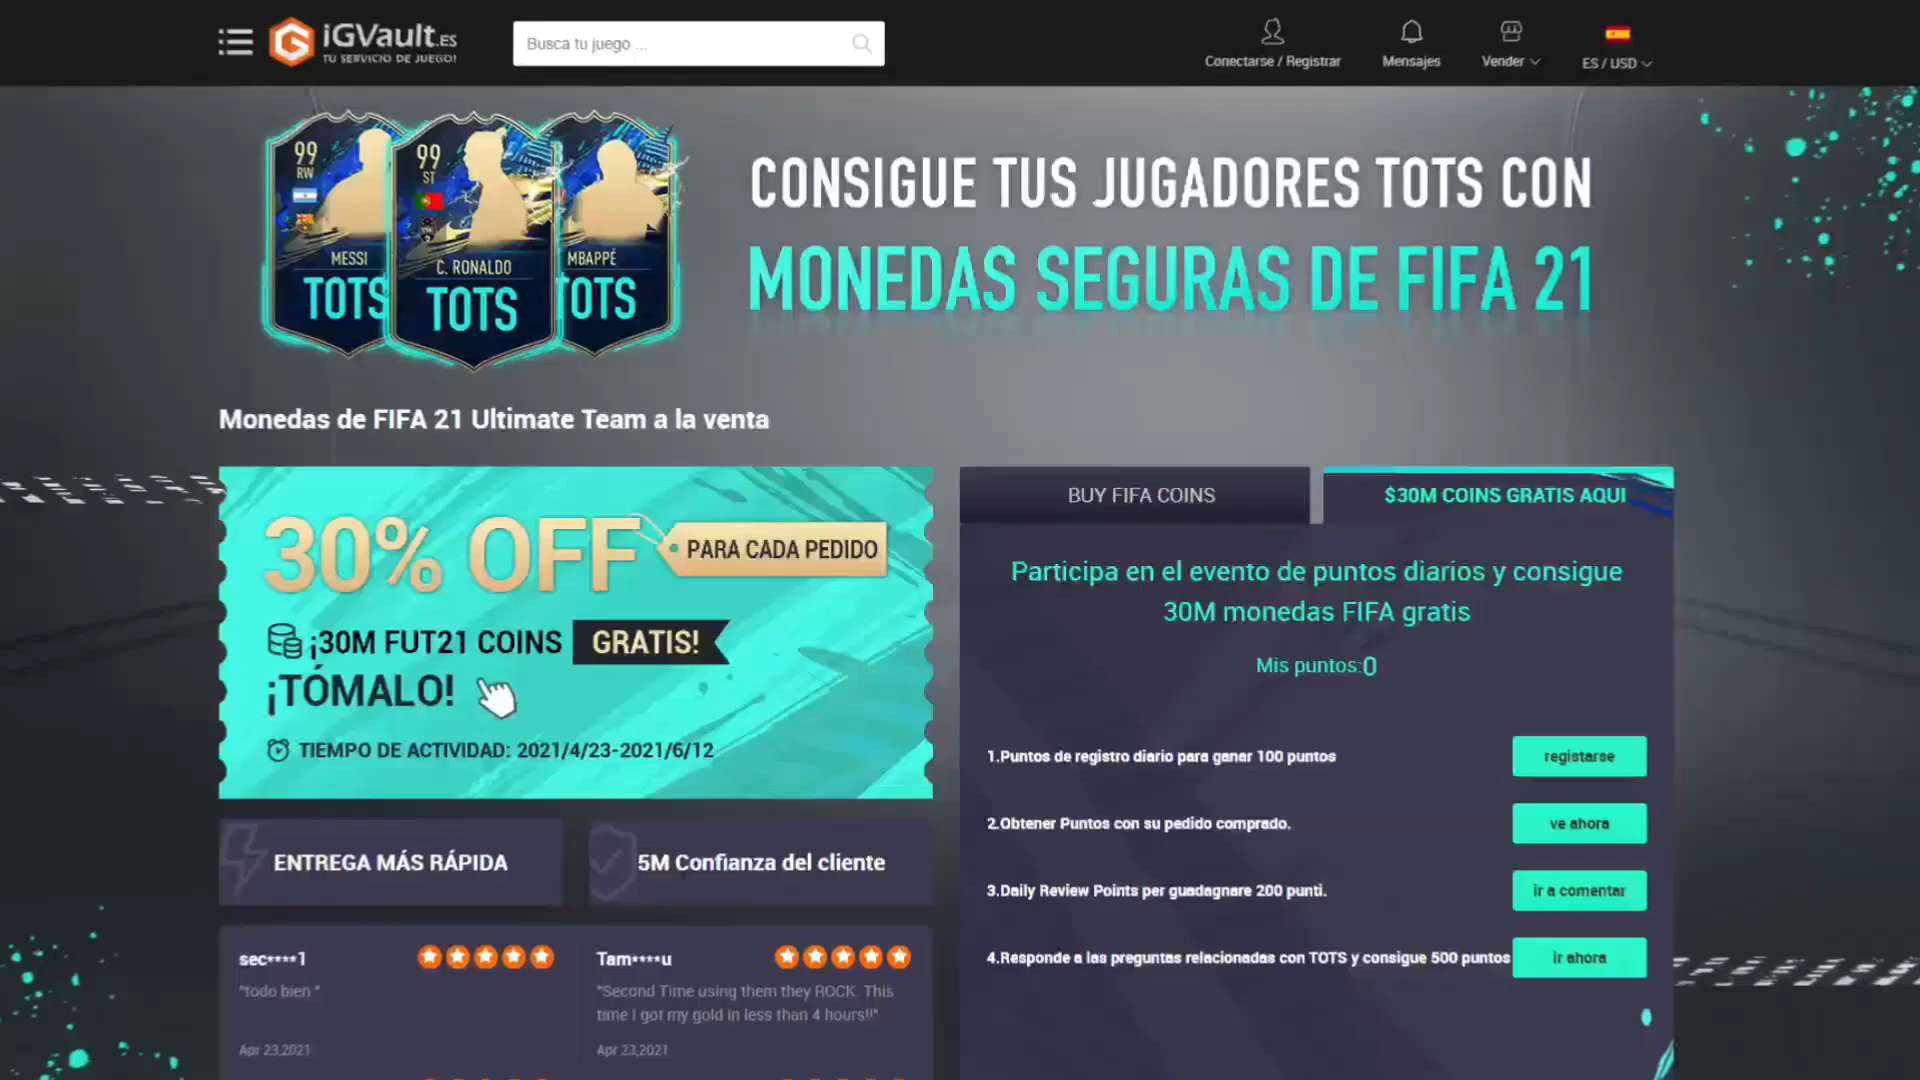 iGVault.ES
TU SERVICIO DE JUEGO!
Busca tu juego ...
Conectarse / Registrar
Mensajes
Vender
ES / USD
99
RW
MESSI
TOTS
99
ST
C. RONALDO
TOTS
MBAPPÉ
TOTS
CONSIGUE TUS JUGADORES TOTS CON
MONEDAS SEGURAS DE FIFA 21
Monedas de FIFA 21 Ultimate Team a la venta
30% OFF
PARA CADA PEDIDO
¡30M FUT21 COINS GRATIS!
¡TÓMALO!
TIEMPO DE ACTIVIDAD: 2021/4/23-2021/6/12
ENTREGA MÁS RÁPIDA
5M Confianza del cliente
sec****1
"todo bien "
Apr 23,2021
Tam****u
"Second Time using them they ROCK. This
time I got my gold in less than 4 hours!!"
Apr 23,2021
BUY FIFA COINS
$30M COINS GRATIS AQUI
Participa en el evento de puntos diarios y consigue
30M monedas FIFA gratis
Mis puntos:0
1.Puntos de registro diario para ganar 100 puntos
registarse
2.Obtener Puntos con su pedido comprado.
ve ahora
3.Daily Review Points per guadagnare 200 punti.
ir a comentar
4.Responde a las preguntas relacionadas con TOTS y consigue 500 puntos
ir ahora